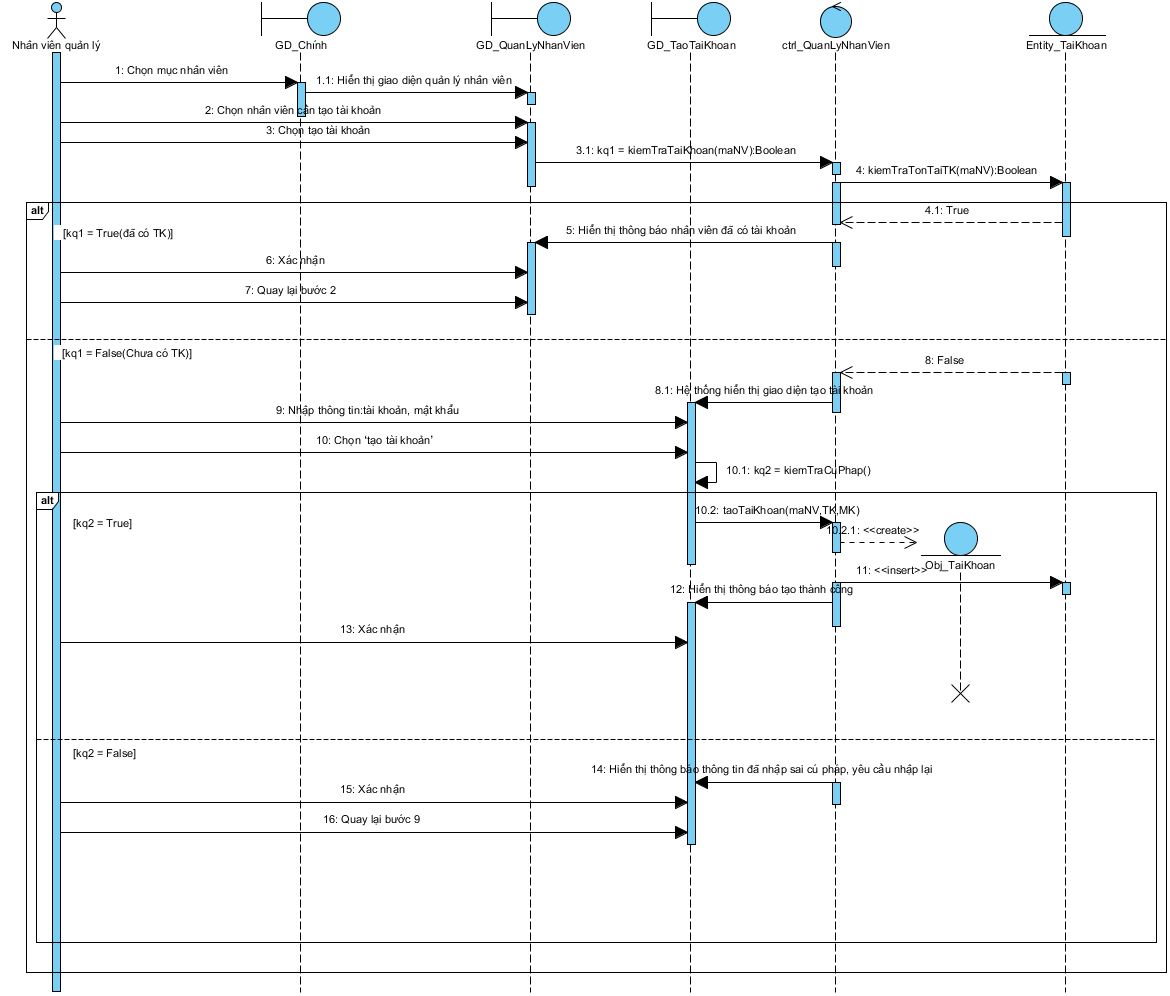 Nhân viên quản lý
GD_Chính
GD_QuanLyNhanVien
GD_TaoTaiKhoan
ctrl_QuanLyNhanVien
Entity_TaiKhoan
1: Chọn mục nhân viên
1.1: Hiển thị giao diện quản lý nhân viên
2: Chọn nhân viên cần tạo tài khoản
3: Chọn tạo tài khoản
3.1: kq1 = kiemTraTaiKhoan(maNV):Boolean
4: kiemTraTonTaiTK(maNV):Boolean
alt
4.1: True
[kq1 = True(đã có TK)]
5: Hiển thị thông báo nhân viên đã có tài khoản
6: Xác nhận
7: Quay lại bước 2
[kq1 = False(Chưa có TK)]
8: False
8.1: Hệ thống hiển thị giao diện tạo tài khoản
9: Nhập thông tin:tài khoản, mật khẩu
10: Chọn ‘tạo tài khoản’
10.1: kq2 = kiemTraCuPhap()
alt
10.2: taoTaiKhoan(maNV,TK,MK)
[kq2 = True]
10.2.1: <<create>>
Obj_TaiKhoan
11: <<insert>>
12: Hiển thị thông báo tạo thành công
13: Xác nhận
[kq2 = False]
14: Hiển thị thông báo thông tin đã nhập sai cú pháp, yêu cầu nhập lại
15: Xác nhận
16: Quay lại bước 9